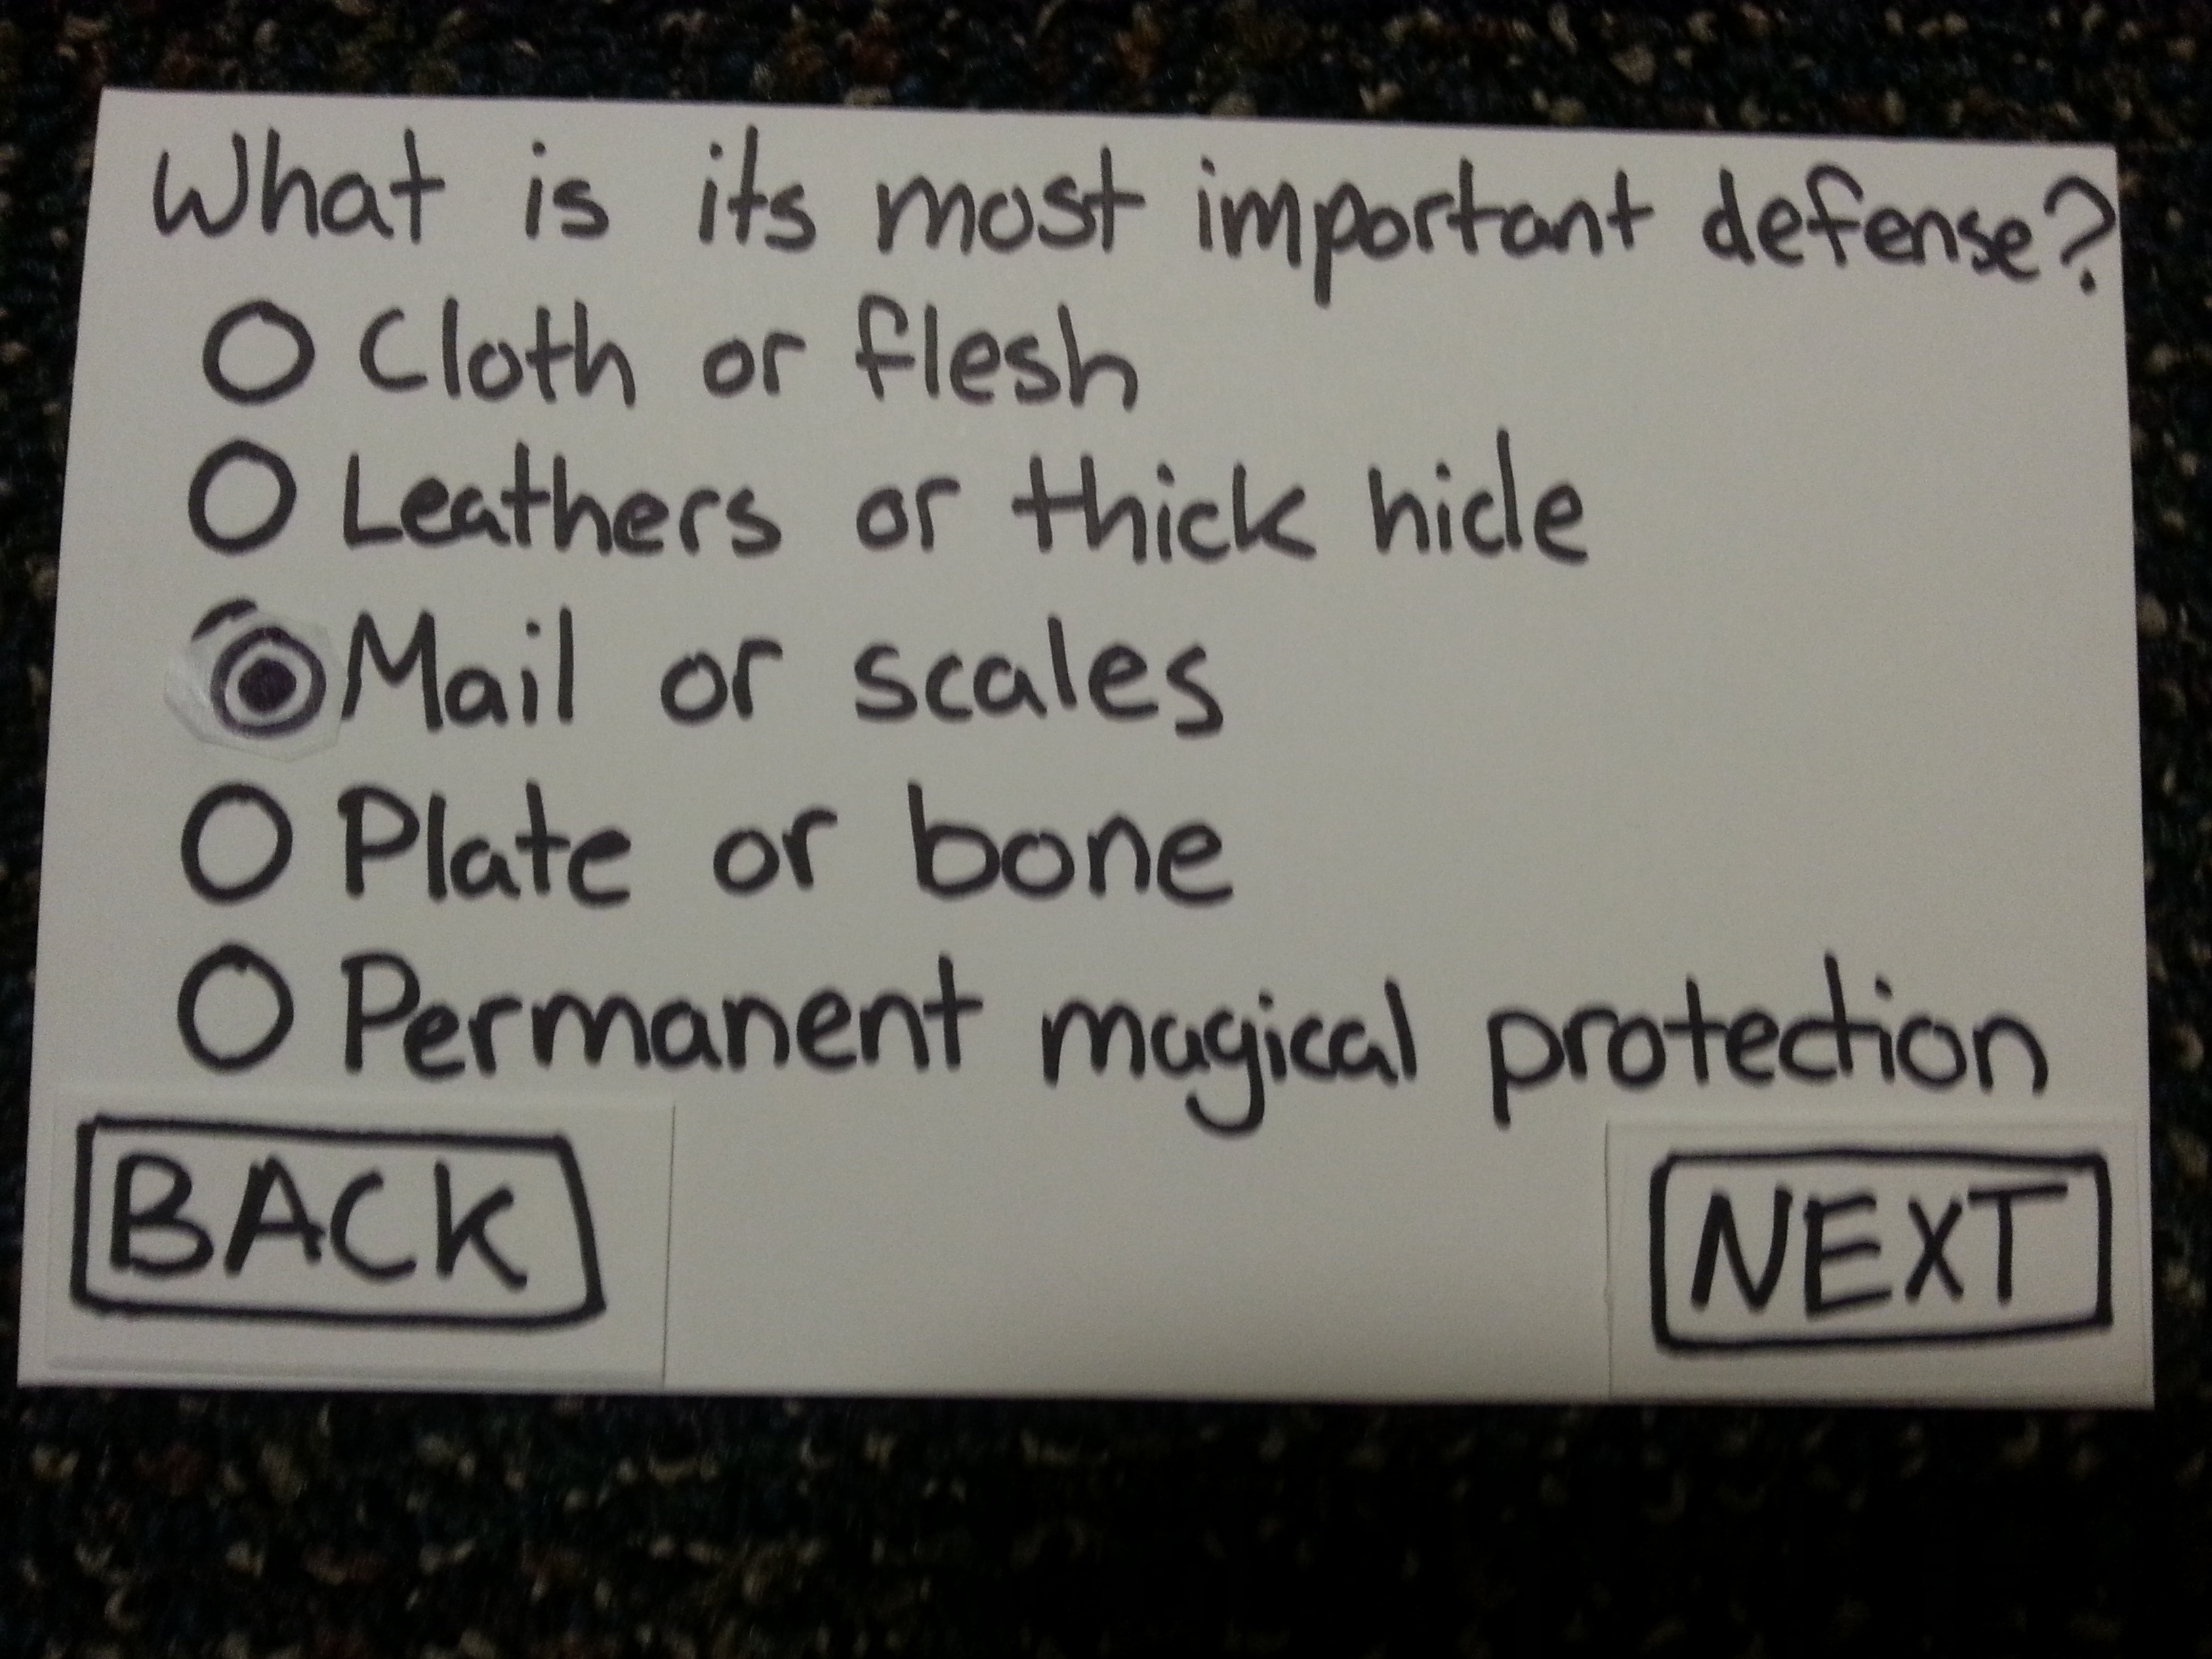 What is its most important defense?
Cloth or flesh
Leathers or thick hide
Mail or scales
Plate or bone
Permanent magical protection
BACK
NEXT